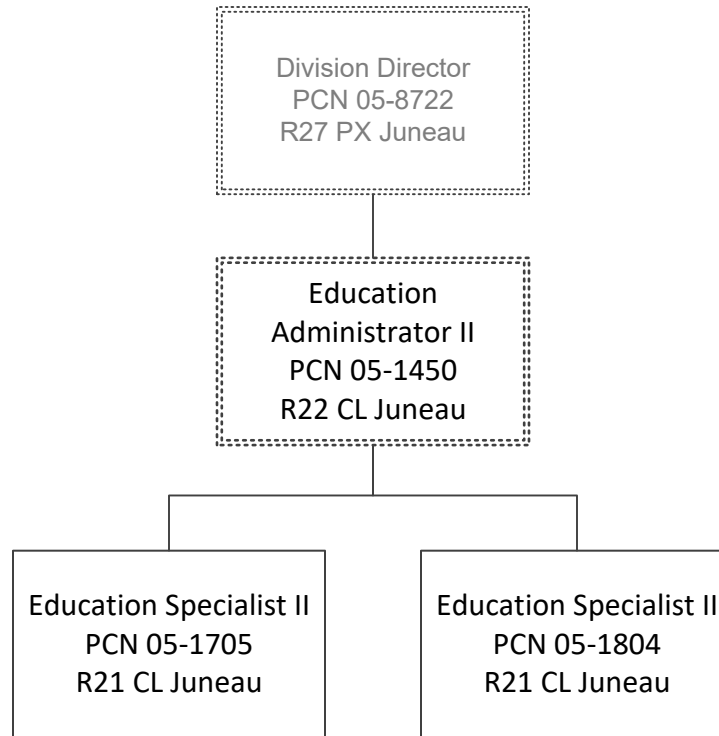 Division Director
PCN 05-8722
R27 PX Juneau
Education
Administrator II
PCN 05-1450
R22 CL Juneau
Education Specialist II
PCN 05-1705
R21 CL Juneau
Education Specialist II
PCN 05-1804
R21 CL Juneau